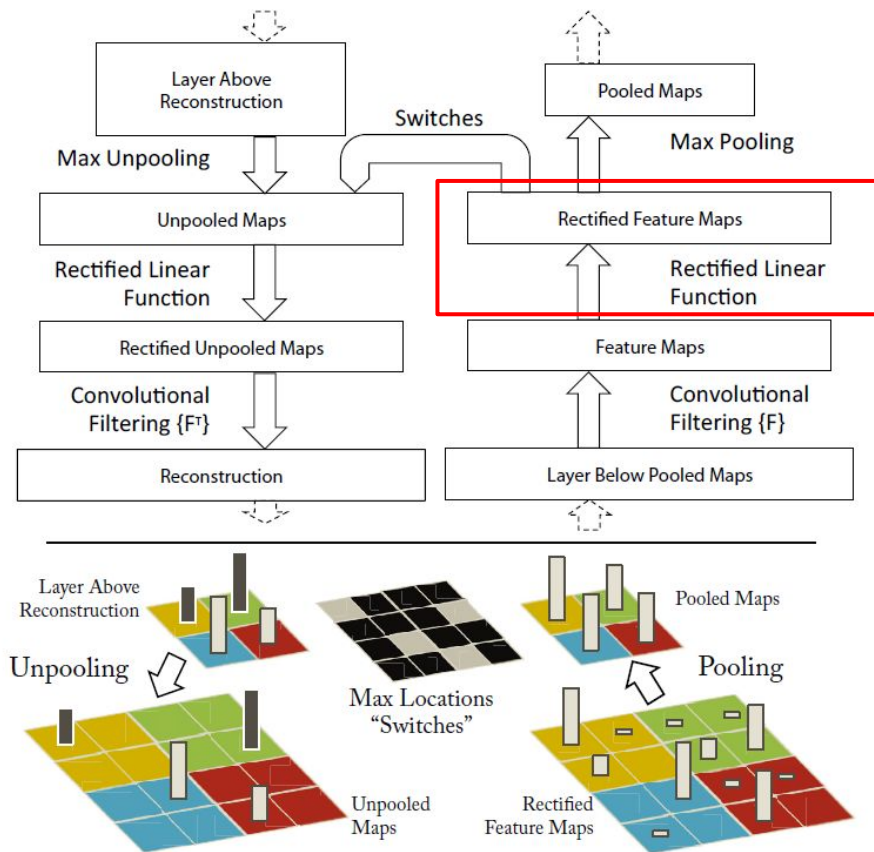 Layer Above
Reconstruction
Pooled Maps
Switches
Max Unpooling
Max Pooling
Unpooled Maps
Rectified Feature Maps
Rectified Linear
Function
Rectified Linear
Function
Rectified Unpooled Maps
Feature Maps
Convolutional
Filtering {Fᵀ}
Convolutional
Filtering {F}
Reconstruction
Layer Below Pooled Maps
Layer Above
Reconstruction
Pooled Maps
Unpooling
Pooling
Max Locations
“Switches”
Unpooled
Maps
Rectified
Feature Maps